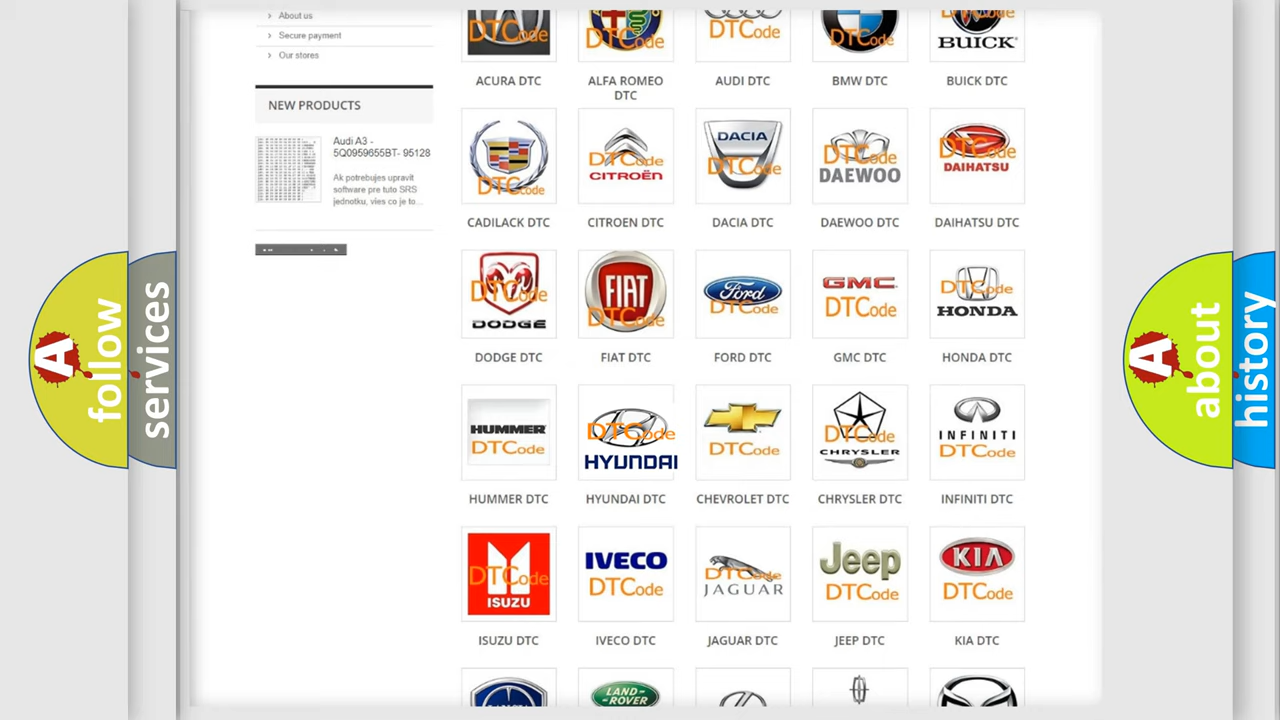 About us
Secure payment
Our stores
NEW PRODUCTS
Audi A3 -
5Q0959655BT- 95128
Ak potrebujes upravit
software pre tuto SRS
jednotku, vies co je to...
DTCode
DTCode
DTCode
DTCode
BUICK
ACURA DTC
ALFA ROMEO
DTC
AUDI DTC
BMW DTC
BUICK DTC
DTCode
DTCode
CITROËN
DACIA
DTCode
DTCode
DAEWOO
DTCode
DAIHATSU
CADILACK DTC
CITROEN DTC
DACIA DTC
DAEWOO DTC
DAIHATSU DTC
DTCode
DODGE
FIAT
DTCode
Ford
DTCode
GMC
DTCode
DTCode
HONDA
DODGE DTC
FIAT DTC
FORD DTC
GMC DTC
HONDA DTC
HUMMER
DTCode
DTCode
HYUNDAI
DTCode
DTCode
CHRYSLER
INFINITI
DTCode
HUMMER DTC
HYUNDAI DTC
CHEVROLET DTC
CHRYSLER DTC
INFINITI DTC
DTCode
ISUZU
IVECO
DTCode
DTCode
JAGUAR
Jeep
DTCode
KIA
DTCode
ISUZU DTC
IVECO DTC
JAGUAR DTC
JEEP DTC
KIA DTC
LAND-
ROVER
A
follow
services
A
about
history